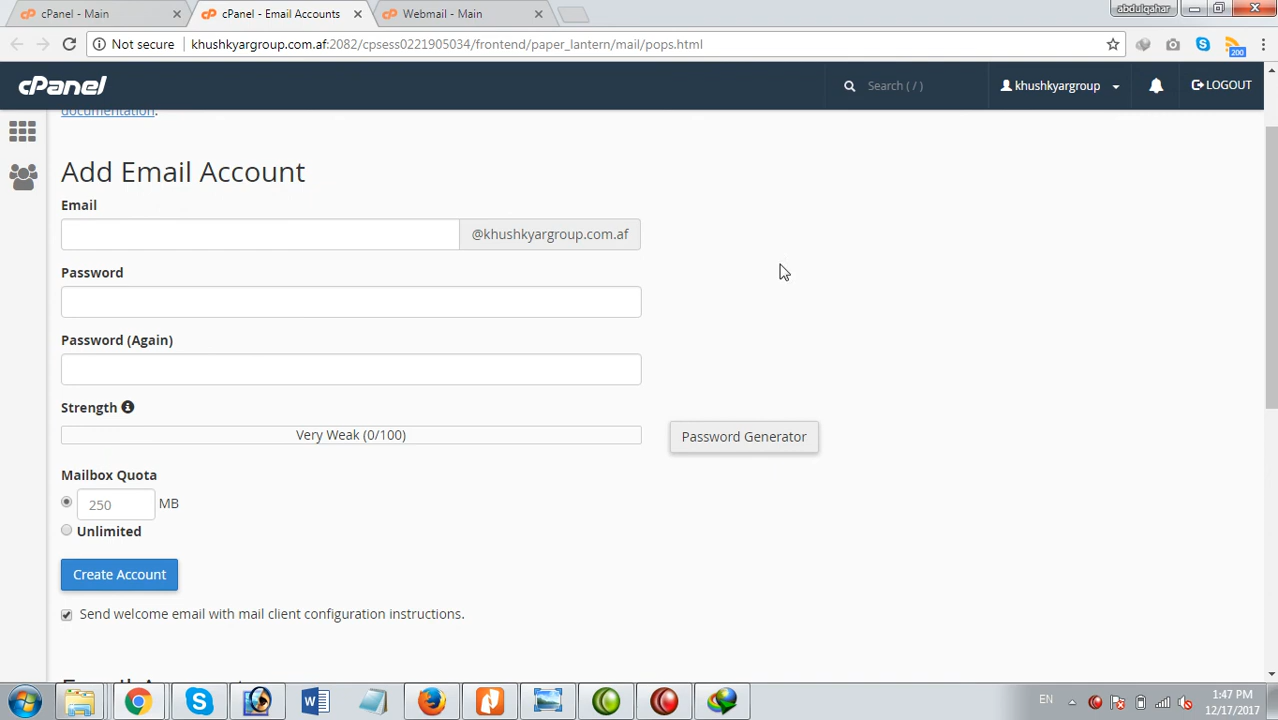 cPanel - Main
cPanel - Email Accounts
Webmail - Main
abdulqahar
Not secure
khushkyargroup.com.af:2082/cpsess0221905034/frontend/paper_lantern/mail/pops.html
200
cPanel
Search ( / )
khushkyargroup
LOGOUT
documentation.
Add Email Account
Email
@khushkyargroup.com.af
Password
Password (Again)
Strength
Very Weak (0/100)
Password Generator
Mailbox Quota
250 MB
Unlimited
Create Account
Send welcome email with mail client configuration instructions.
EN
1:47 PM
12/17/2017